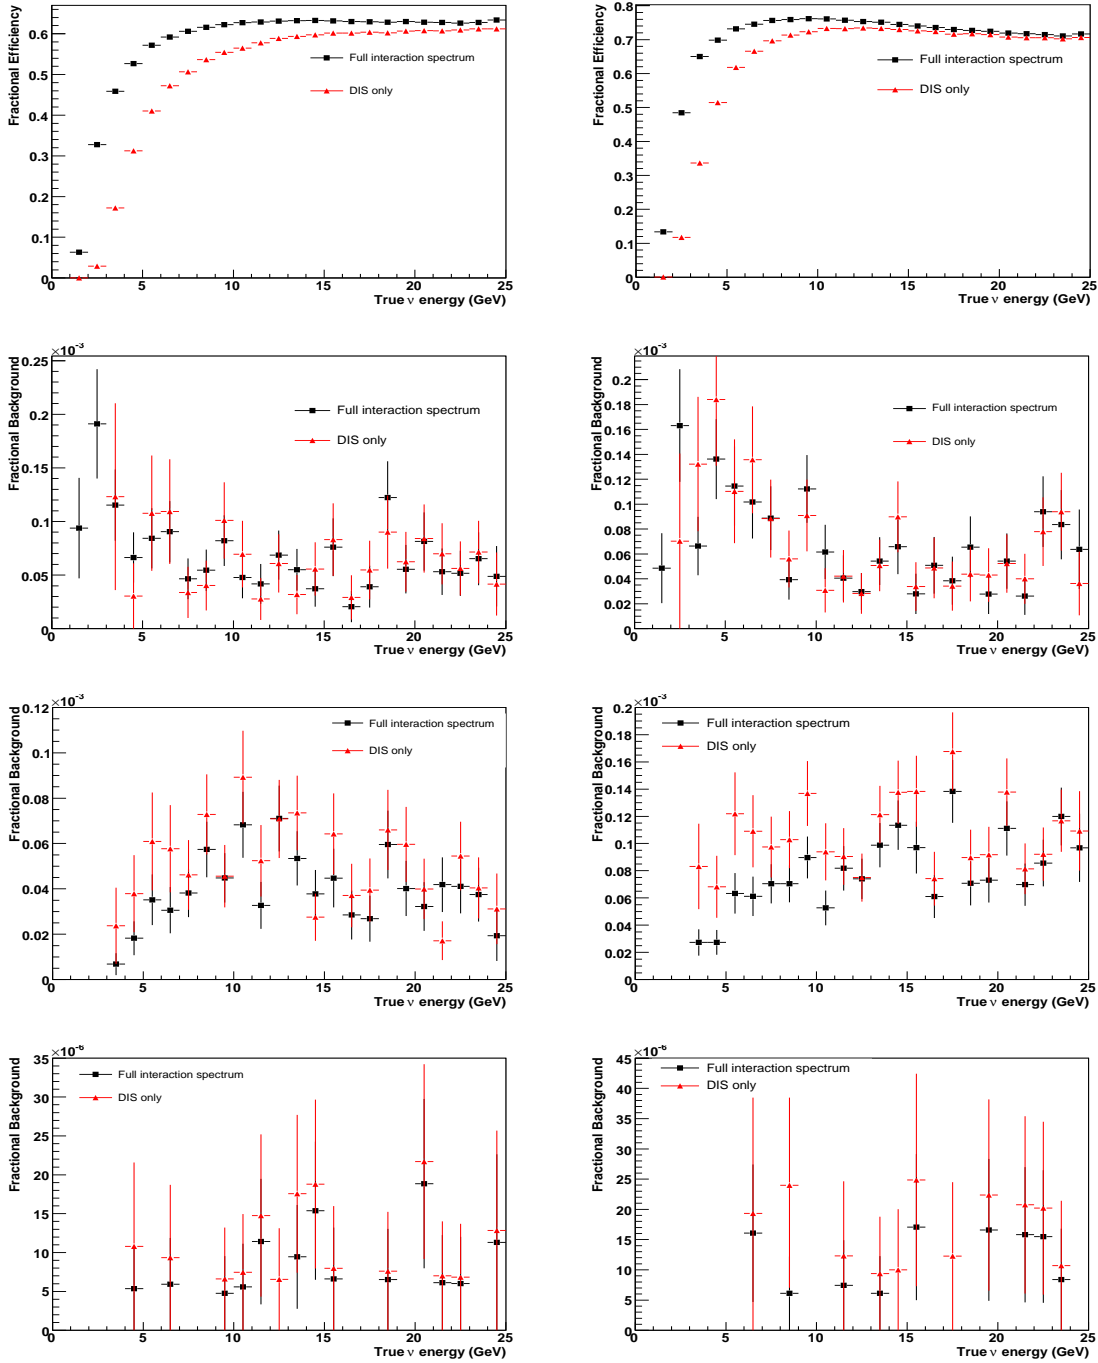 Fractional Efficiency
0.6
0.5
0.4
0.3
0.2
0.1
0
Full interaction spectrum
DIS only
0 5 10 15 20 25
True ν energy (GeV)
Fractional Efficiency
0.8
0.7
0.6
0.5
0.4
0.3
0.2
0.1
0
Full interaction spectrum
DIS only
0 5 10 15 20 25
True ν energy (GeV)
×10⁻³
Fractional Background
0.25
0.2
0.15
0.1
0.05
0
Full interaction spectrum
DIS only
0 5 10 15 20 25
True ν energy (GeV)
×10⁻³
Fractional Background
0.2
0.18
0.16
0.14
0.12
0.1
0.08
0.06
0.04
0.02
0
Full interaction spectrum
DIS only
0 5 10 15 20 25
True ν energy (GeV)
×10⁻³
Fractional Background
0.12
0.1
0.08
0.06
0.04
0.02
0
Full interaction spectrum
DIS only
0 5 10 15 20 25
True ν energy (GeV)
×10⁻³
Fractional Background
0.2
0.18
0.16
0.14
0.12
0.1
0.08
0.06
0.04
0.02
0
Full interaction spectrum
DIS only
0 5 10 15 20 25
True ν energy (GeV)
×10⁻⁶
Fractional Background
35
30
25
20
15
10
5
0
Full interaction spectrum
DIS only
0 5 10 15 20 25
True ν energy (GeV)
×10⁻⁶
Fractional Background
45
40
35
30
25
20
15
10
5
0
Full interaction spectrum
DIS only
0 5 10 15 20 25
True ν energy (GeV)